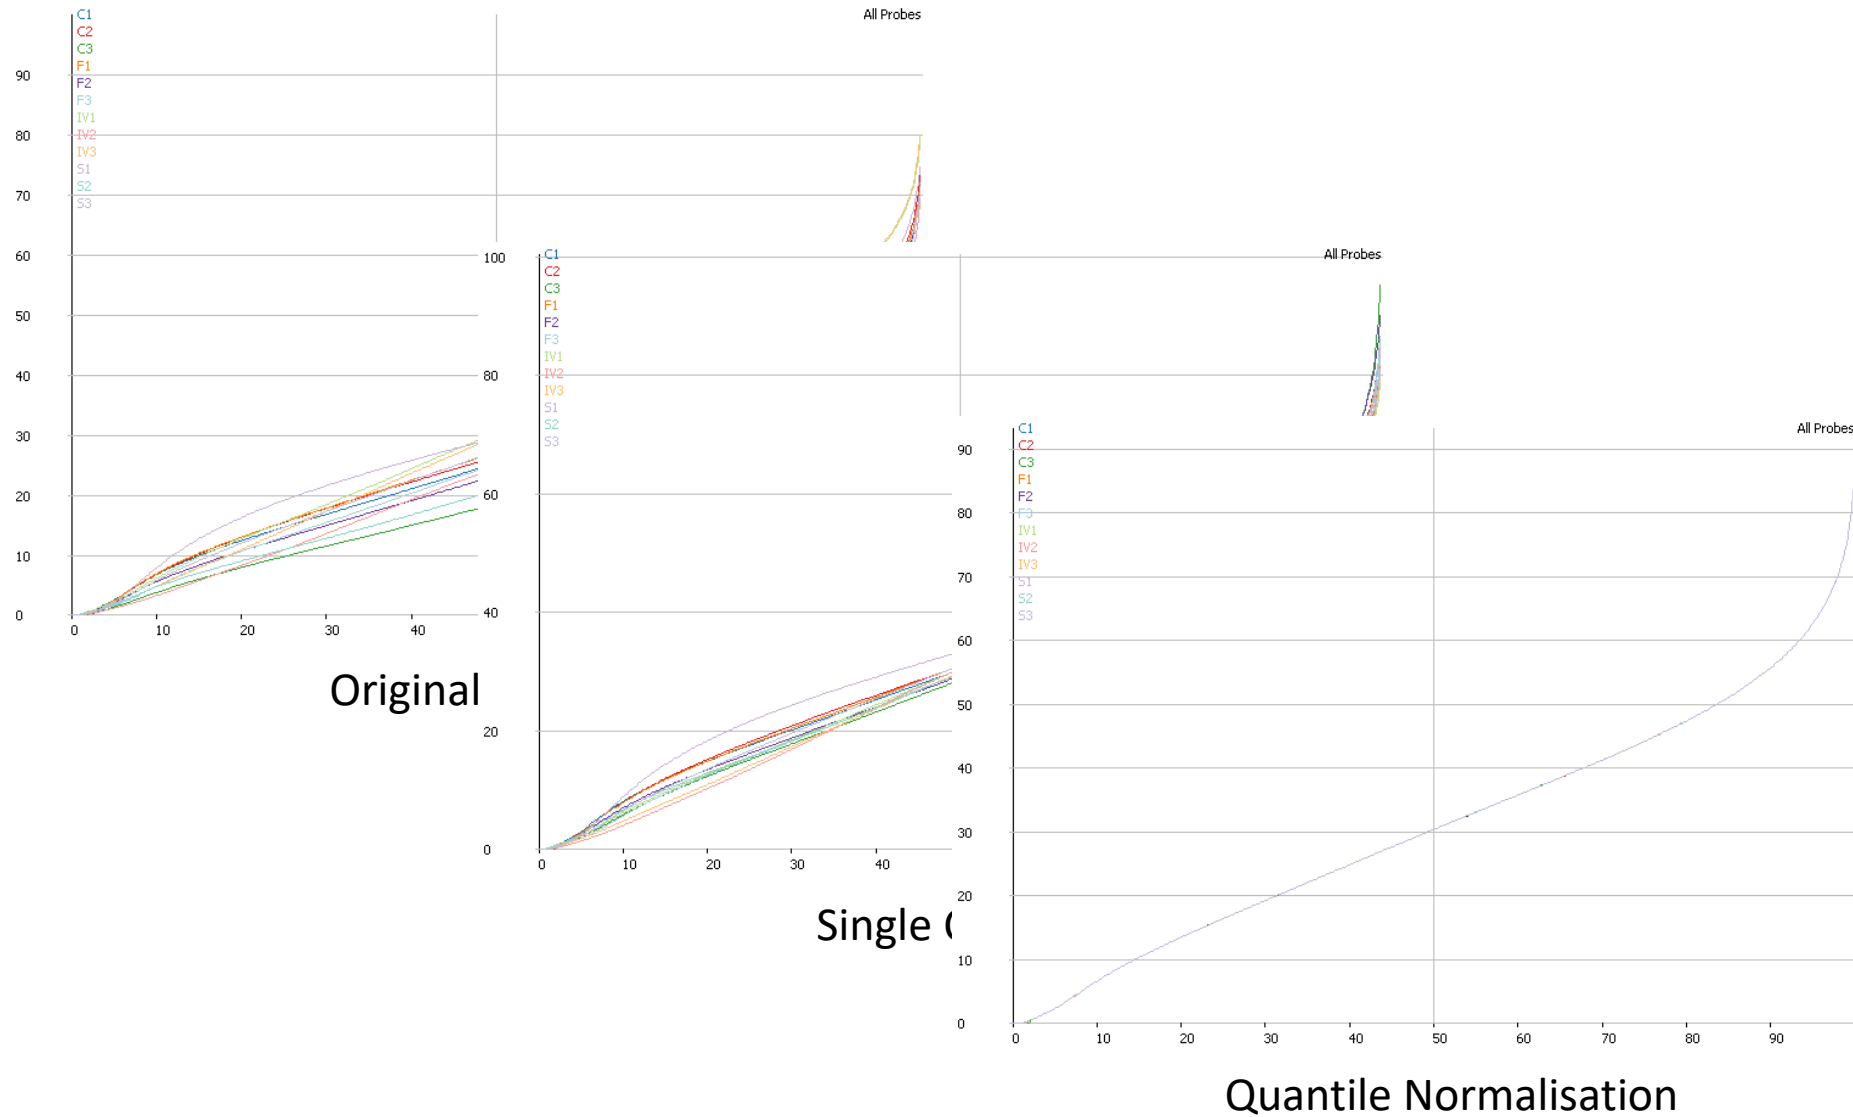 C1
C2
C3
F1
F2
F3
IV1
IV2
IV3
S1
S2
S3
All Probes
90
80
70
60
50
40
30
20
10
0
0 10 20 30 40
Original
C1
C2
C3
F1
F2
F3
IV1
IV2
IV3
S1
S2
S3
All Probes
100
80
60
40
20
0
0 10 20 30 40
Single
C1
C2
C3
F1
F2
F3
IV1
IV2
IV3
S1
S2
S3
All Probes
90
80
70
60
50
40
30
20
10
0
0 10 20 30 40 50 60 70 80 90
Quantile Normalisation